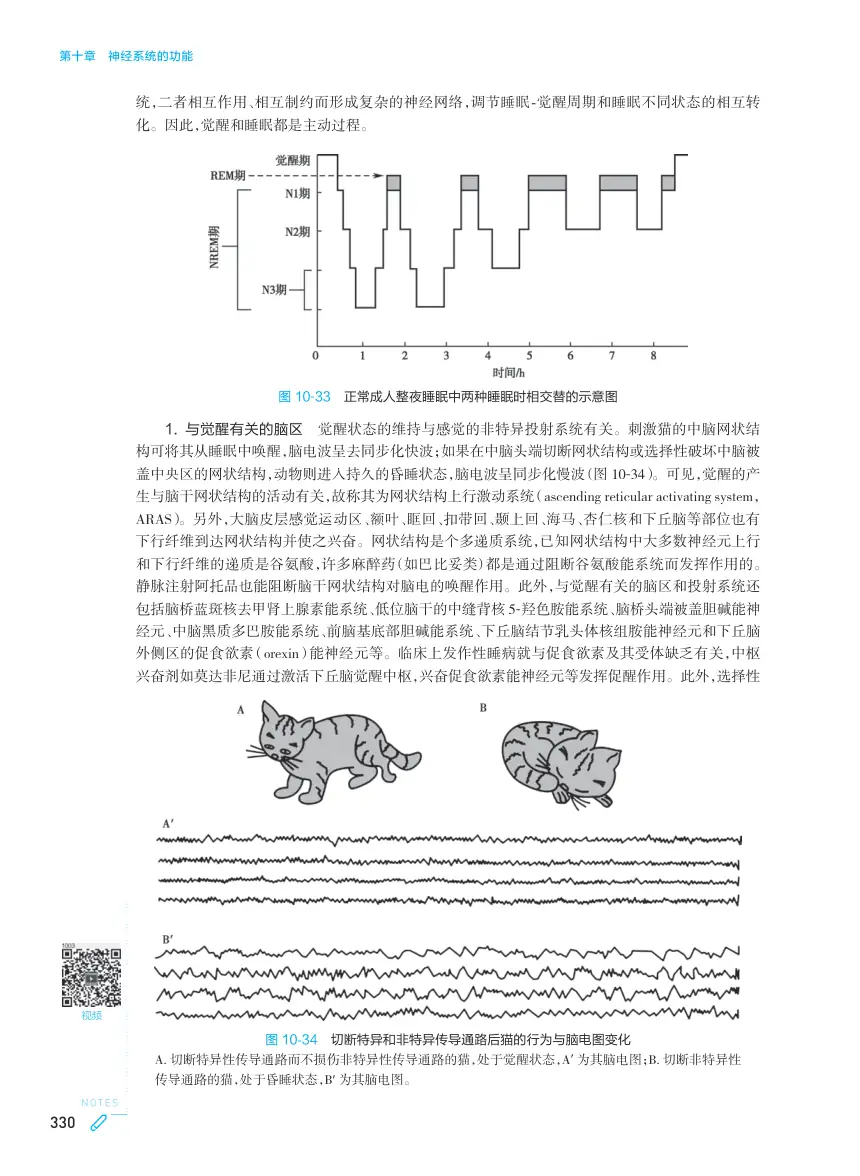 第十章 神经系统的功能
统,二者相互作用、相互制约而形成复杂的神经网络,调节睡眠-觉醒周期和睡眠不同状态的相互转
化。因此,觉醒和睡眠都是主动过程。
觉醒期
REM期
N1期
N2期
NREM期
N3期
0 1 2 3 4 5 6 7 8
时间/h
图 10-33 正常成人整夜睡眠中两种睡眠时相交替的示意图
1. 与觉醒有关的脑区 觉醒状态的维持与感觉的非特异投射系统有关。刺激猫的中脑网状结
构可将其从睡眠中唤醒,脑电波呈去同步化快波;如果在中脑头端切断网状结构或选择性破坏中脑被
盖中央区的网状结构,动物则进入持久的昏睡状态,脑电波呈同步化慢波(图 10-34)。可见,觉醒的产
生与脑干网状结构的活动有关,故称其为网状结构上行激动系统(ascending reticular activating system,
ARAS)。另外,大脑皮层感觉运动区、额叶、眶回、扣带回、颞上回、海马、杏仁核和下丘脑等部位也有
下行纤维到达网状结构并使之兴奋。网状结构是个多递质系统,已知网状结构中大多数神经元上行
和下行纤维的递质是谷氨酸,许多麻醉药(如巴比妥类)都是通过阻断谷氨酸能系统而发挥作用的。
静脉注射阿托品也能阻断脑干网状结构对脑电的唤醒作用。此外,与觉醒有关的脑区和投射系统还
包括脑桥蓝斑核去甲肾上腺素能系统、低位脑干的中缝背核 5-羟色胺能系统、脑桥头端被盖胆碱能神
经元、中脑黑质多巴胺能系统、前脑基底部胆碱能系统、下丘脑结节乳头体核组胺能神经元和下丘脑
外侧区的促食欲素(orexin)能神经元等。临床上发作性睡病就与促食欲素及其受体缺乏有关,中枢
兴奋剂如莫达非尼通过激活下丘脑觉醒中枢,兴奋促食欲素能神经元等发挥促醒作用。此外,选择性
A
B
A′
B′
1003
视频
图 10-34 切断特异和非特异传导通路后猫的行为与脑电图变化
A. 切断特异性传导通路而不损伤非特异性传导通路的猫,处于觉醒状态,A′ 为其脑电图;B. 切断非特异性
传导通路的猫,处于昏睡状态,B′ 为其脑电图。
NOTES
330